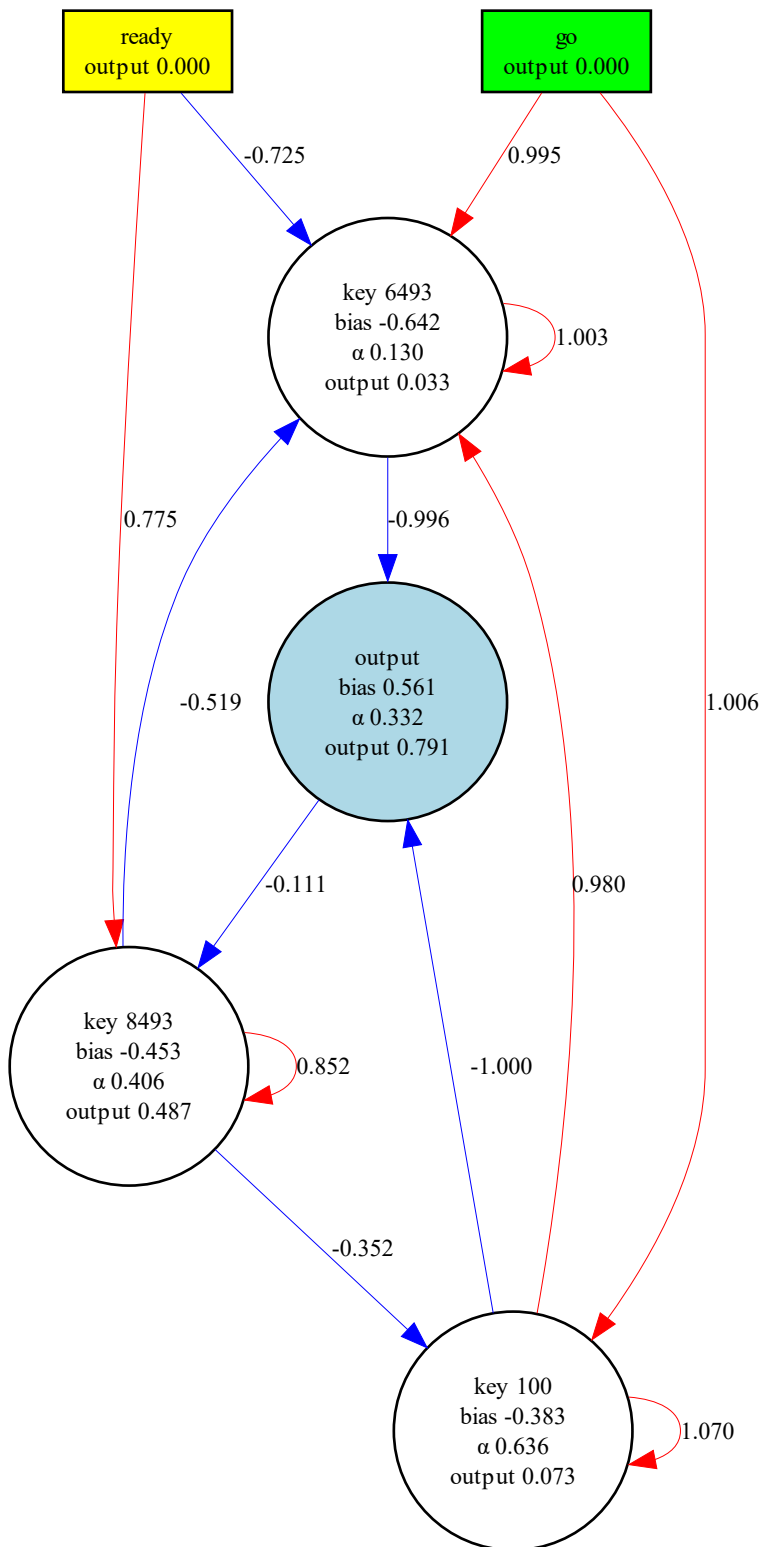 ready
output 0.000
go
output 0.000
-0.725
0.995
key 6493
bias -0.642
α 0.130
output 0.033
1.003
0.775
-0.996
-0.519
output
bias 0.561
α 0.332
output 0.791
1.006
-0.111
0.980
key 8493
bias -0.453
α 0.406
output 0.487
0.852
-1.000
-0.352
key 100
bias -0.383
α 0.636
output 0.073
1.070